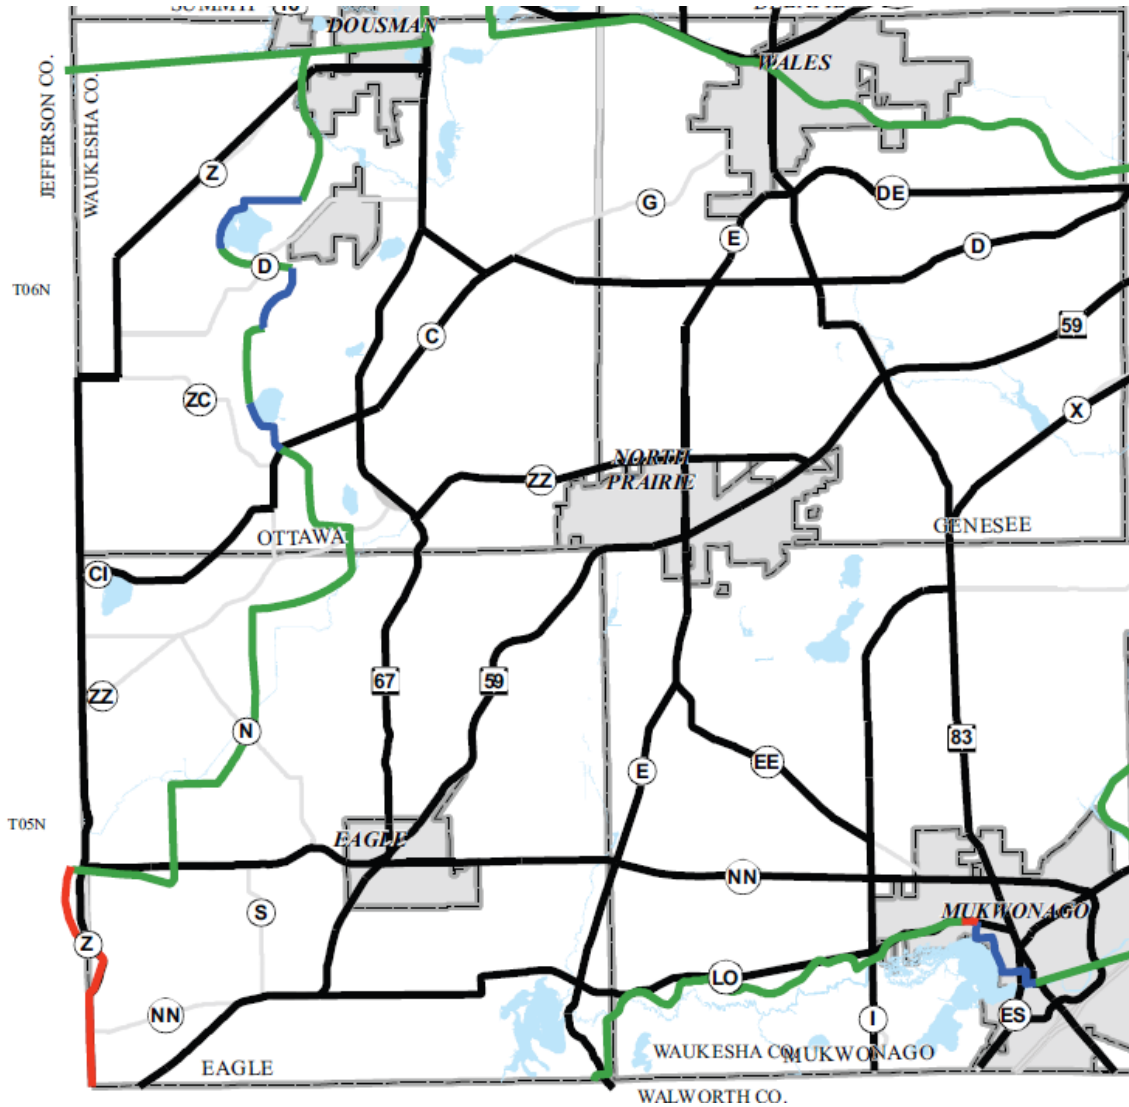 SUMMIT
DOUSMAN
WALES
JEFFERSON CO.
WAUKESHA CO.
Z
G
DE
E
D
D
T06N
59
C
ZC
X
NORTH
PRAIRIE
ZZ
OTTAWA
GENESEE
CI
67
59
ZZ
N
83
EE
E
T05N
EAGLE
NN
S
MUKWONAGO
Z
LO
NN
I
ES
WAUKESHA CO.
MUKWONAGO
EAGLE
WALWORTH CO.